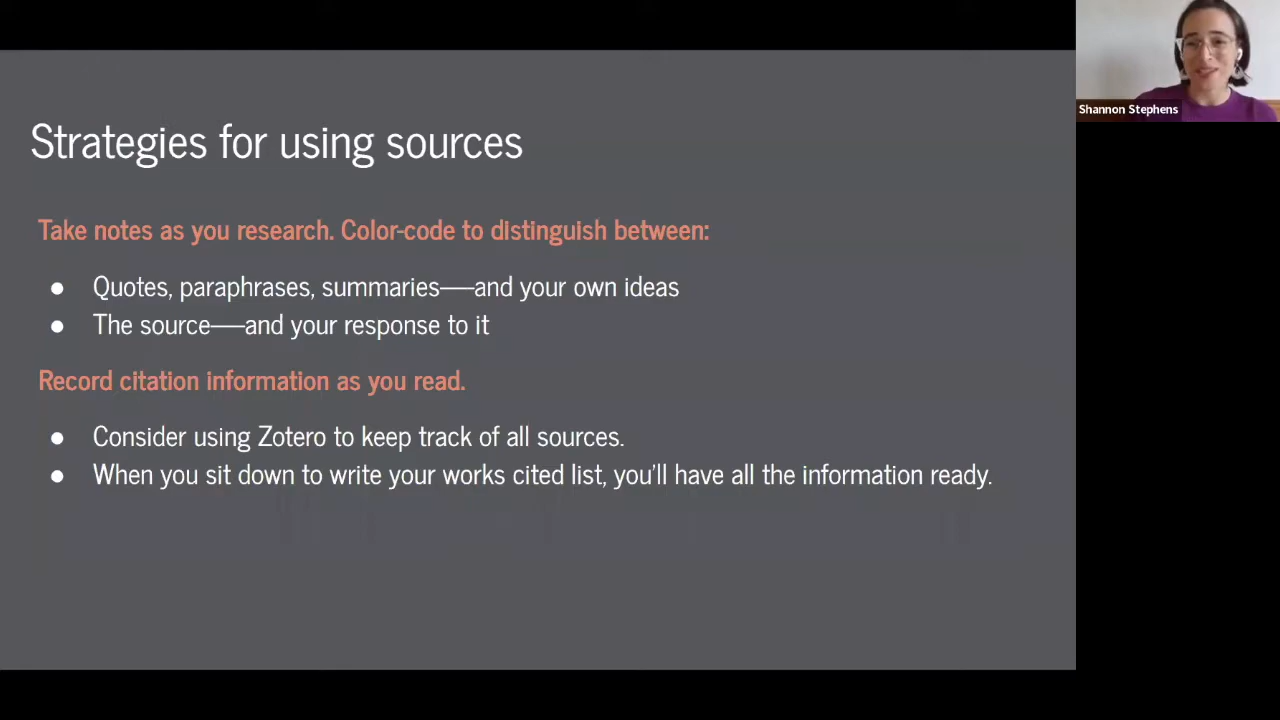 Strategies for using sources
Take notes as you research. Color-code to distinguish between:
● Quotes, paraphrases, summaries—–and your own ideas
● The source—–and your response to it
Record citation information as you read.
● Consider using Zotero to keep track of all sources.
● When you sit down to write your works cited list, you’ll have all the information ready.
Shannon Stephens